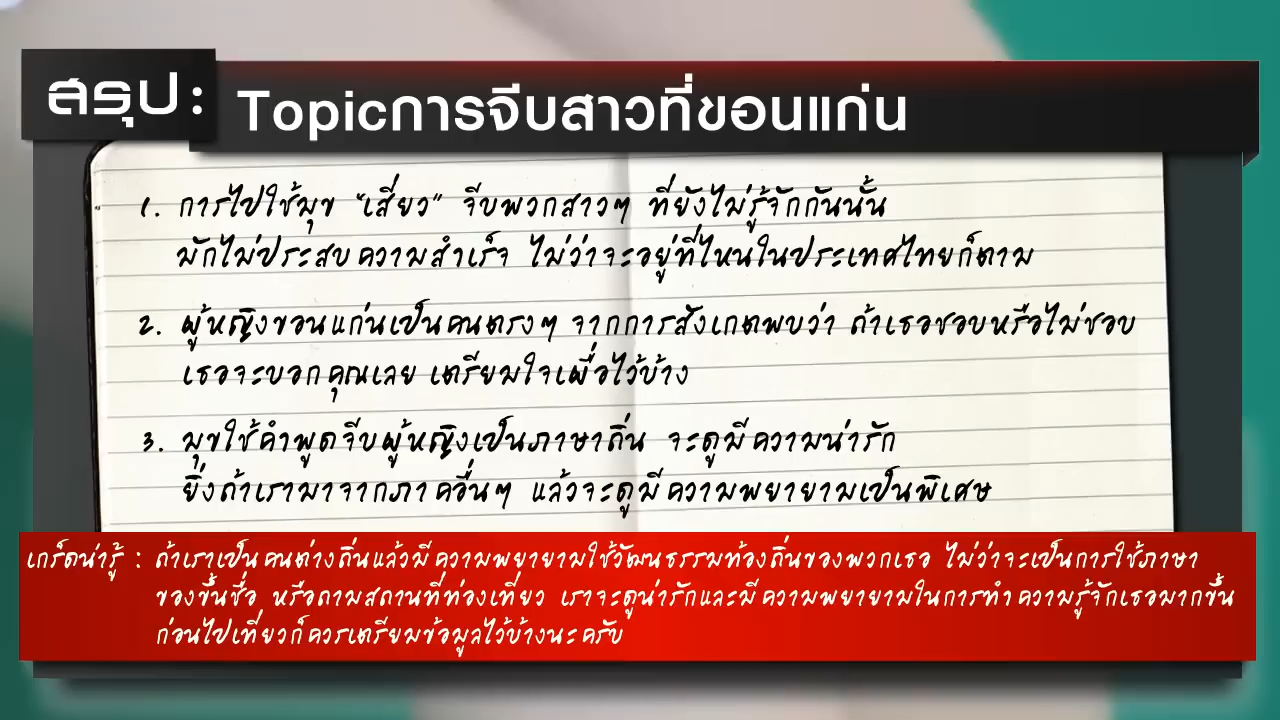 สรุป :
Topicการจีบสาวที่ขอนแก่น
1. การไปใช้มุข "เสี่ยว" จีบพวกสาวๆ ที่ยังไม่รู้จักกันนั้น
มักไม่ประสบความสำเร็จ ไม่ว่าจะอยู่ที่ไหนในประเทศไทยก็ตาม
2. ผู้หญิงขอนแก่นเป็นคนตรงๆ จากการสังเกตพบว่า ถ้าเธอชอบหรือไม่ชอบ
เธอจะบอกคุณเลย เตรียมใจเผื่อไว้บ้าง
3. มุขใช้คำพูดจีบผู้หญิงเป็นภาษาถิ่น จะดูมีความน่ารัก
ยิ่งถ้าเรามาจากภาคอื่นๆ แล้วจะดูมีความพยายามเป็นพิเศษ
เกร็ดน่ารู้ : ถ้าเราเป็นคนต่างถิ่นแล้วมีความพยายามใช้วัฒนธรรมท้องถิ่นของพวกเธอ ไม่ว่าจะเป็นการใช้ภาษา
ของขึ้นชื่อ หรือถามสถานที่ท่องเที่ยว เราจะดูน่ารักและมีความพยายามในการทำความรู้จักเธอมากขึ้น
ก่อนไปเที่ยวก็ควรเตรียมข้อมูลไว้บ้างนะครับ